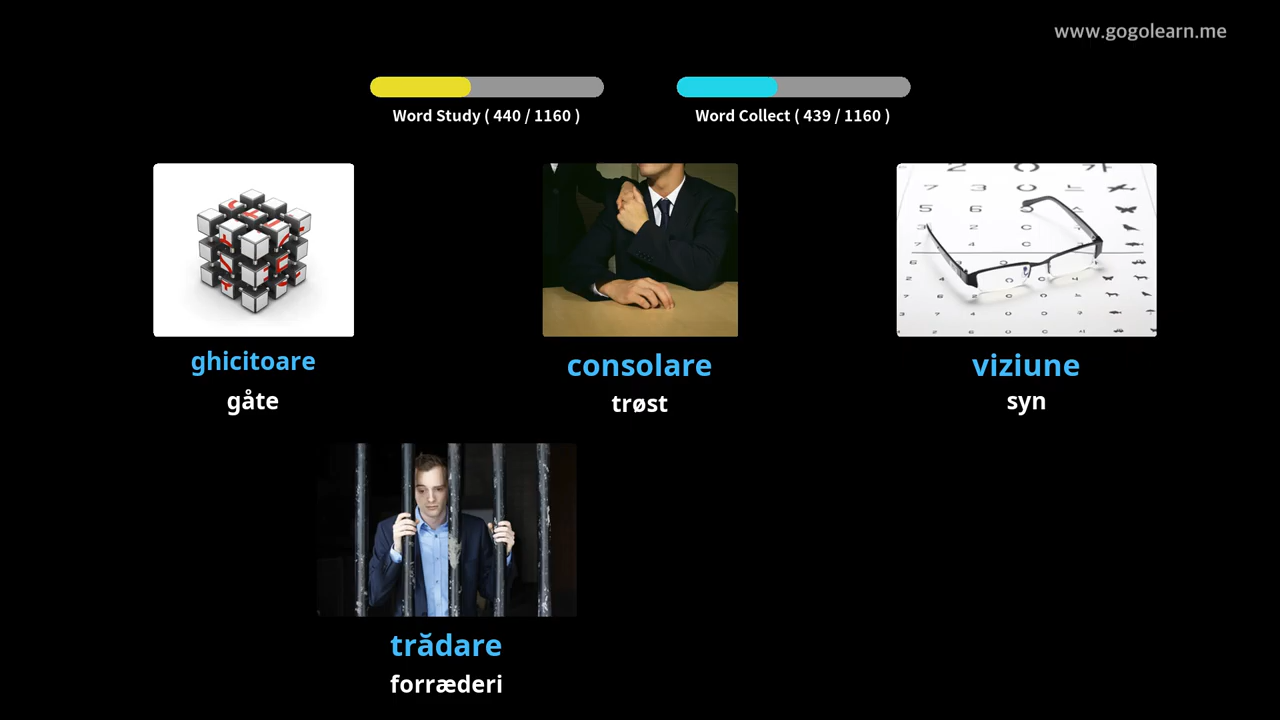 www.gogolearn.me
Word Study ( 440 / 1160 )
Word Collect ( 439 / 1160 )
ghicitoare
gåte
consolare
trøst
viziune
syn
trădare
forræderi